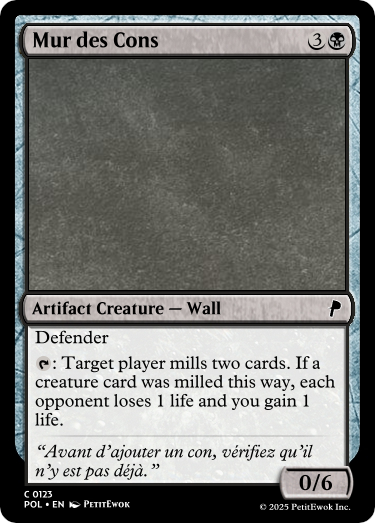 Mur des Cons 3
Artifact Creature — Wall
Defender
: Target player mills two cards. If a
creature card was milled this way, each
opponent loses 1 life and you gain 1
life.
“Avant d'ajouter un con, vérifiez qu'il
n'y est pas déjà.”
0/6
C 0123
POL • EN PetitEwok
© 2025 PetitEwok Inc.